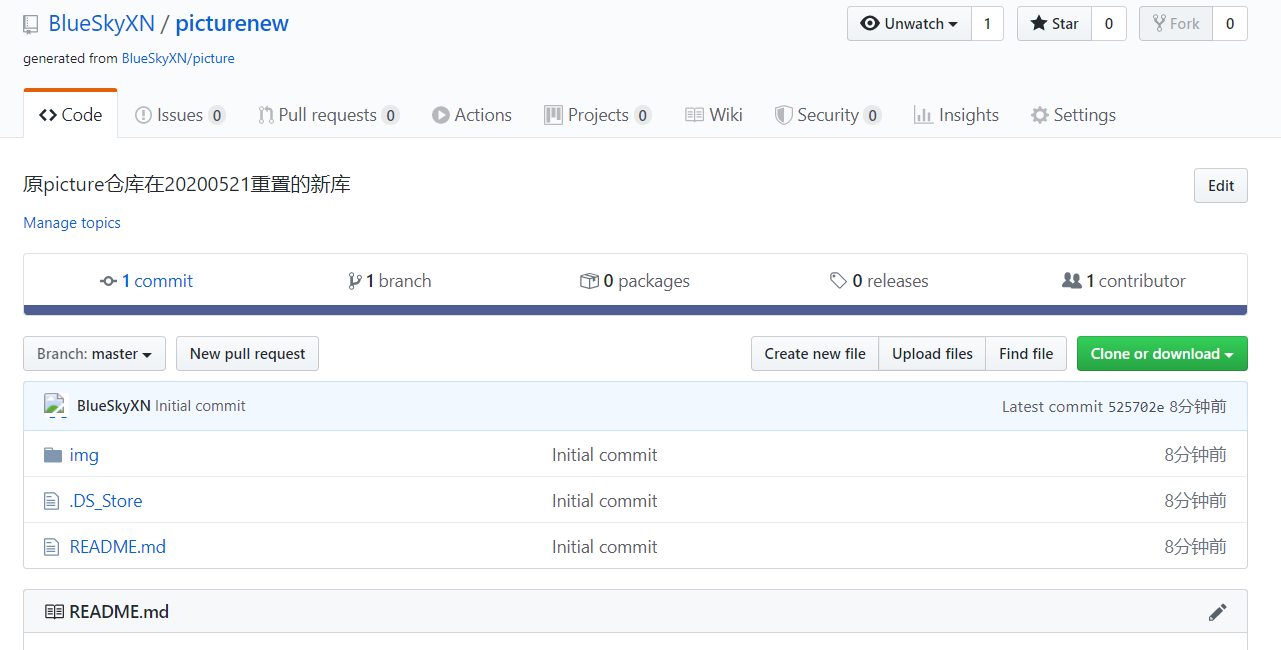 BlueSkyXN / picturenew
Unwatch 1 Star 0 Fork 0
generated from BlueSkyXN/picture
Code Issues 0 Pull requests 0 Actions Projects 0 Wiki Security 0 Insights Settings
原picture仓库在20200521重置的新库
Edit
Manage topics
1 commit 1 branch 0 packages 0 releases 1 contributor
Branch: master New pull request Create new file Upload files Find file Clone or download
BlueSkyXN Initial commit Latest commit 525702e 8分钟前
img Initial commit 8分钟前
.DS_Store Initial commit 8分钟前
README.md Initial commit 8分钟前
README.md